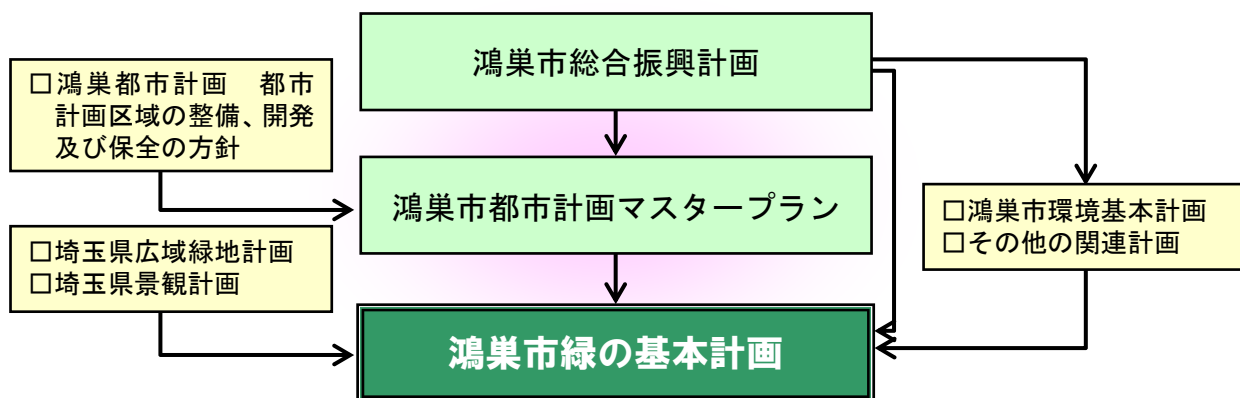 鴻巣市総合振興計画
□鴻巣都市計画　都市
計画区域の整備、開発
及び保全の方針
鴻巣市都市計画マスタープラン
□鴻巣市環境基本計画
□その他の関連計画
□埼玉県広域緑地計画
□埼玉県景観計画
鴻巣市緑の基本計画